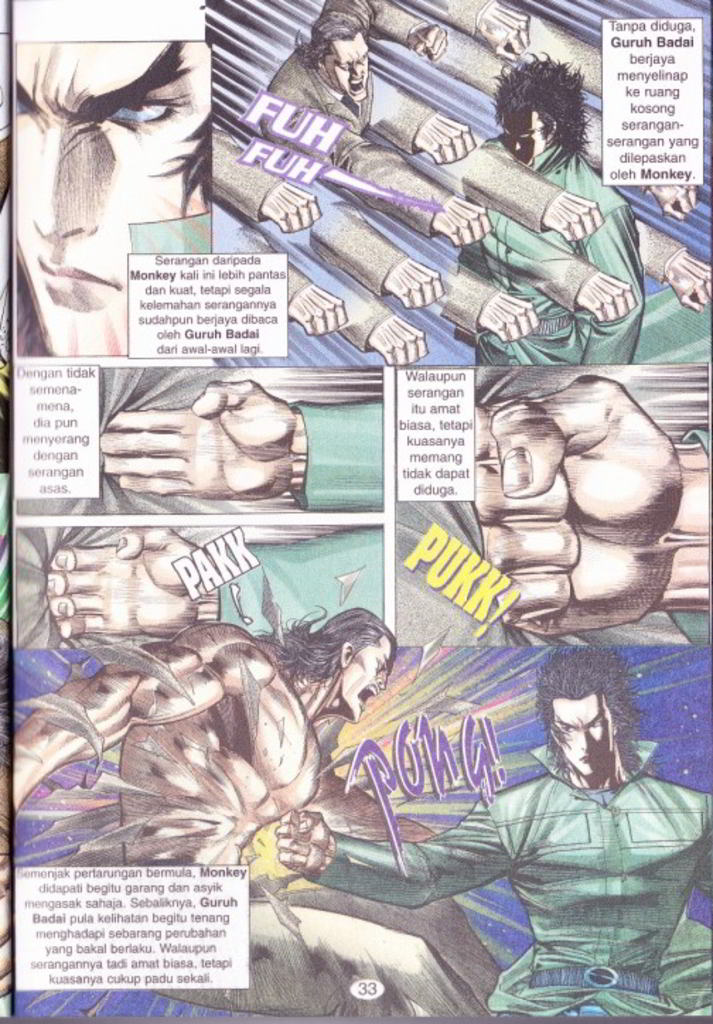 Tanpa diduga,
Guruh Badai
berjaya
menyelinap
ke ruang
kosong
serangan-
serangan yang
dilepaskan
oleh Monkey.
FUH
FUH
Serangan daripada
Monkey kali ini lebih pantas
dan kuat, tetapi segala
kelemahan serangannya
sudahpun berjaya dibaca
oleh Guruh Badai
dari awal-awal lagi.
Dengan tidak
semena-
mena,
dia pun
menyerang
dengan
serangan
asas.
Walaupun
serangan
itu amat
biasa, tetapi
kuasanya
memang
tidak dapat
diduga.
PAKK
!
PUKK!
PONG!
Semenjak pertarungan bermula, Monkey
didapati begitu garang dan asyik
mengasak sahaja. Sebaliknya, Guruh
Badai pula kelihatan begitu tenang
menghadapi sebarang perubahan
yang bakal berlaku. Walaupun
serangannya tadi amat biasa, tetapi
kuasanya cukup padu sekali.
33